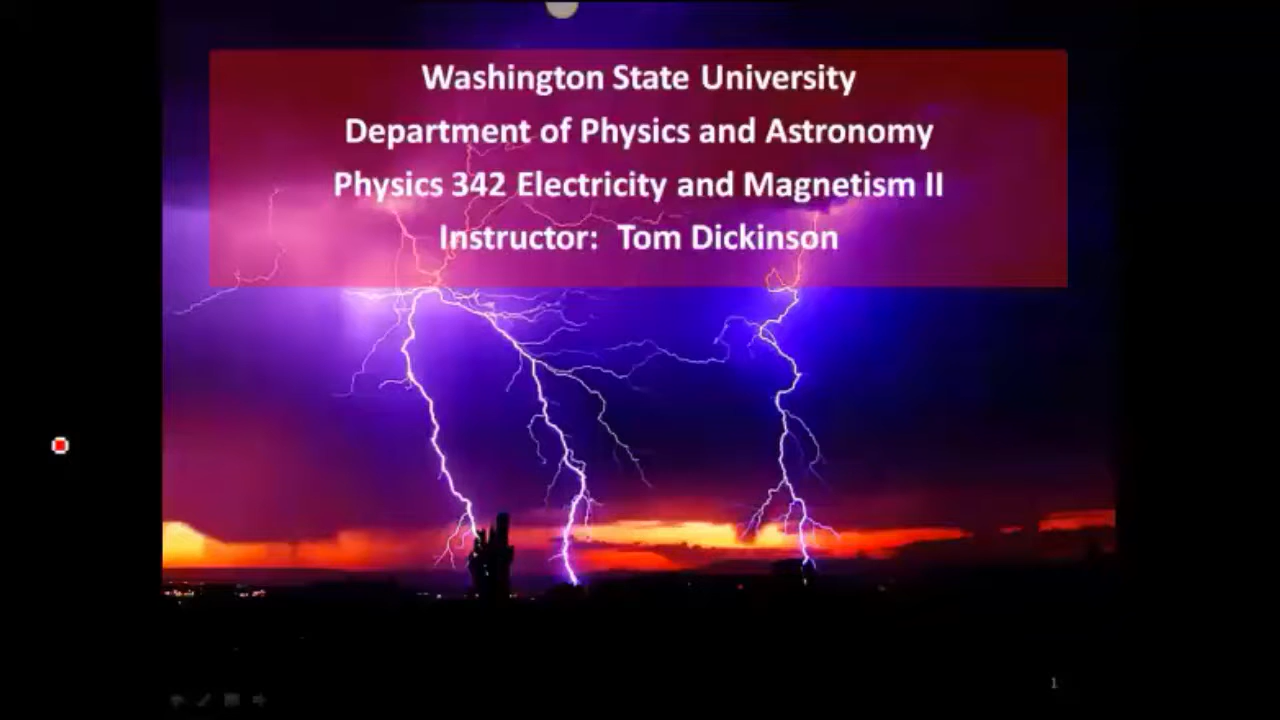 Washington State University
Department of Physics and Astronomy
Physics 342 Electricity and Magnetism II
Instructor:  Tom Dickinson
1